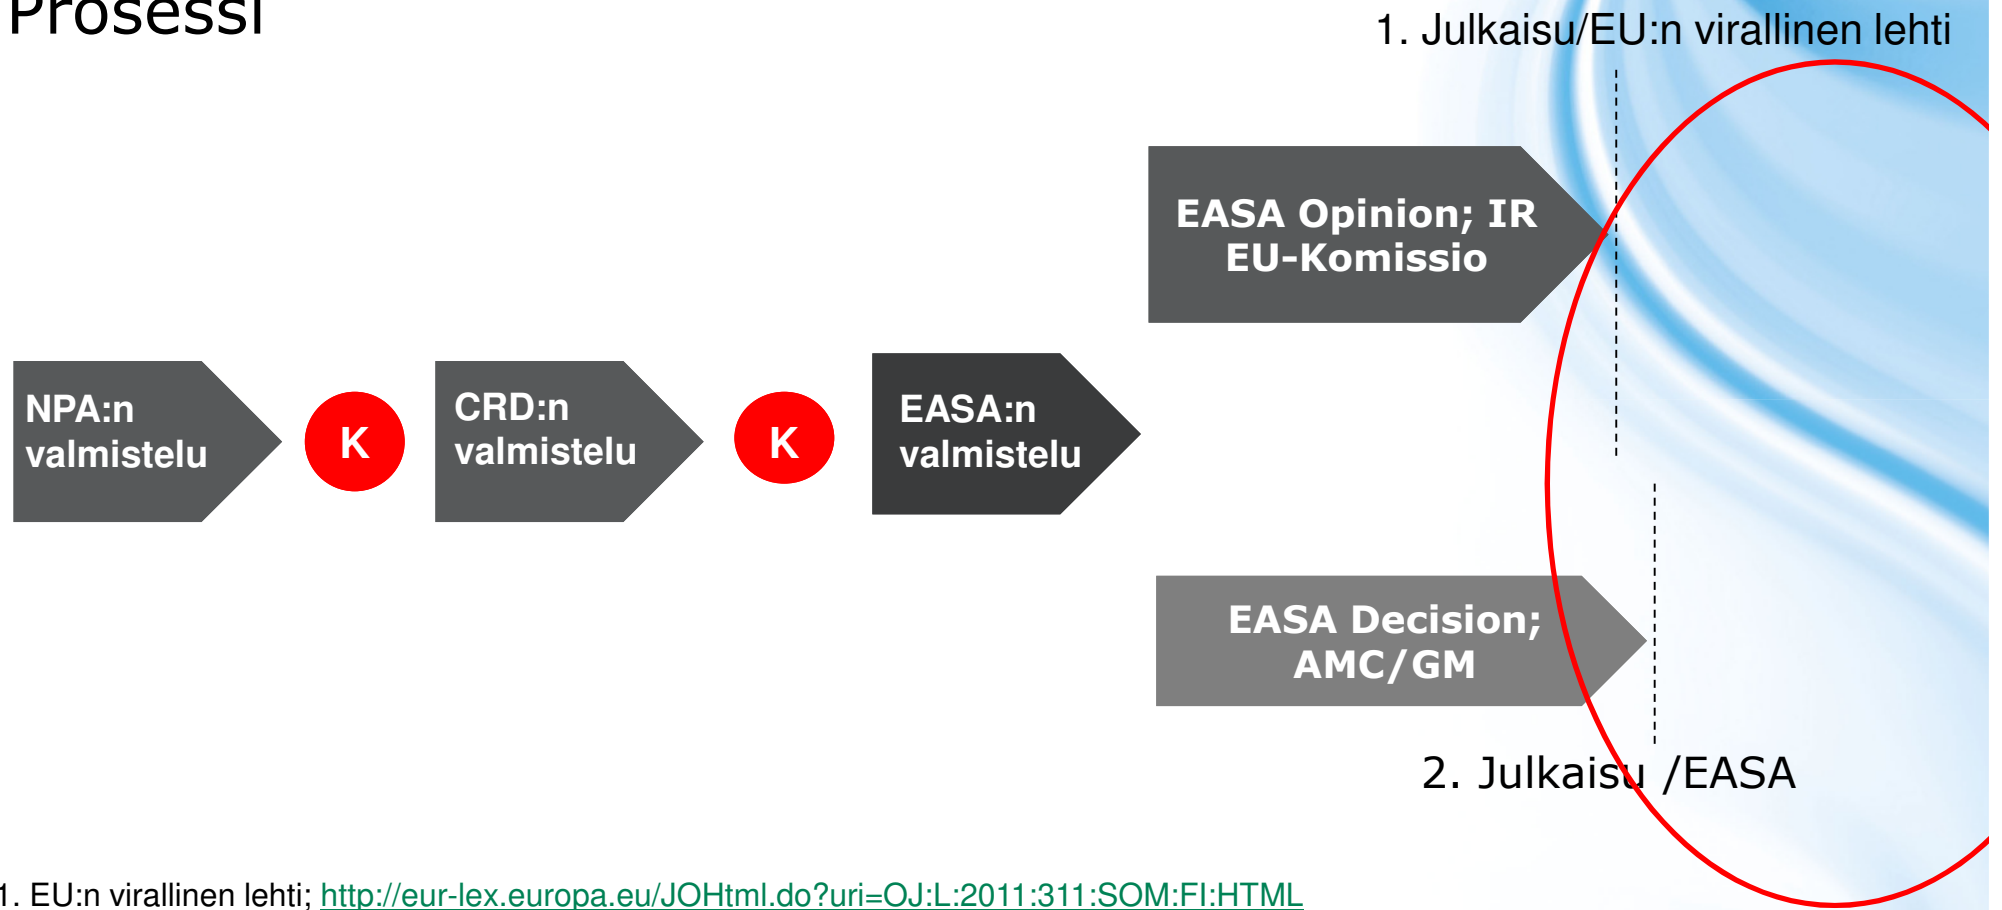 Prosessi
1. Julkaisu/EU:n virallinen lehti
EASA Opinion; IR
EU-Komissio
NPA:n
valmistelu
K
CRD:n
valmistelu
K
EASA:n
valmistelu
EASA Decision;
AMC/GM
2. Julkaisu /EASA
1. EU:n virallinen lehti; http://eur-lex.europa.eu/JOHtml.do?uri=OJ:L:2011:311:SOM:FI:HTML